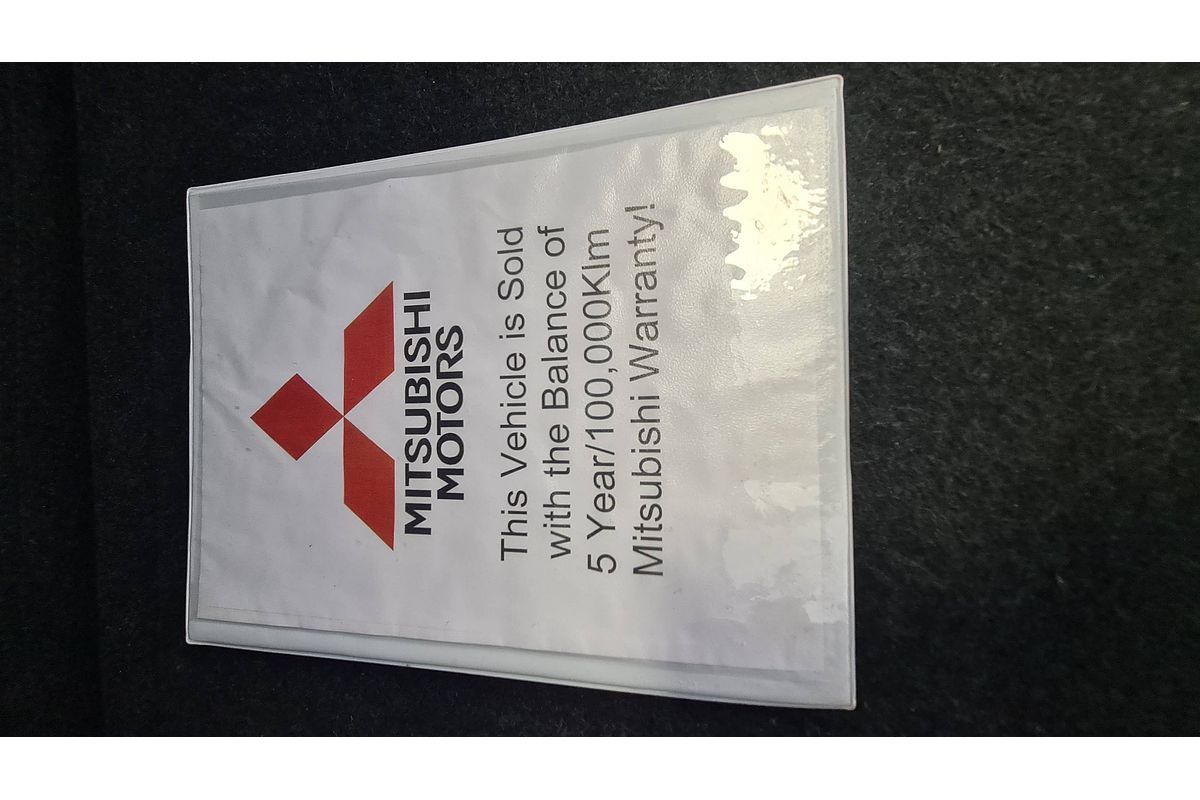 MITSUBISHI
MOTORS
This Vehicle is Sold
with the Balance of
5 Year/100,000Klm
Mitsubishi Warranty!